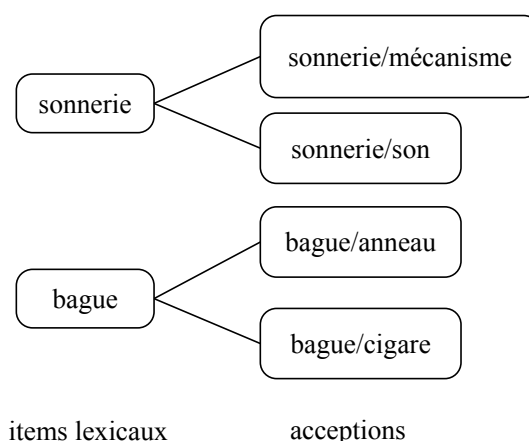 sonnerie/mécanisme
sonnerie
sonnerie/son
bague/anneau
bague
bague/cigare
items lexicaux acceptions